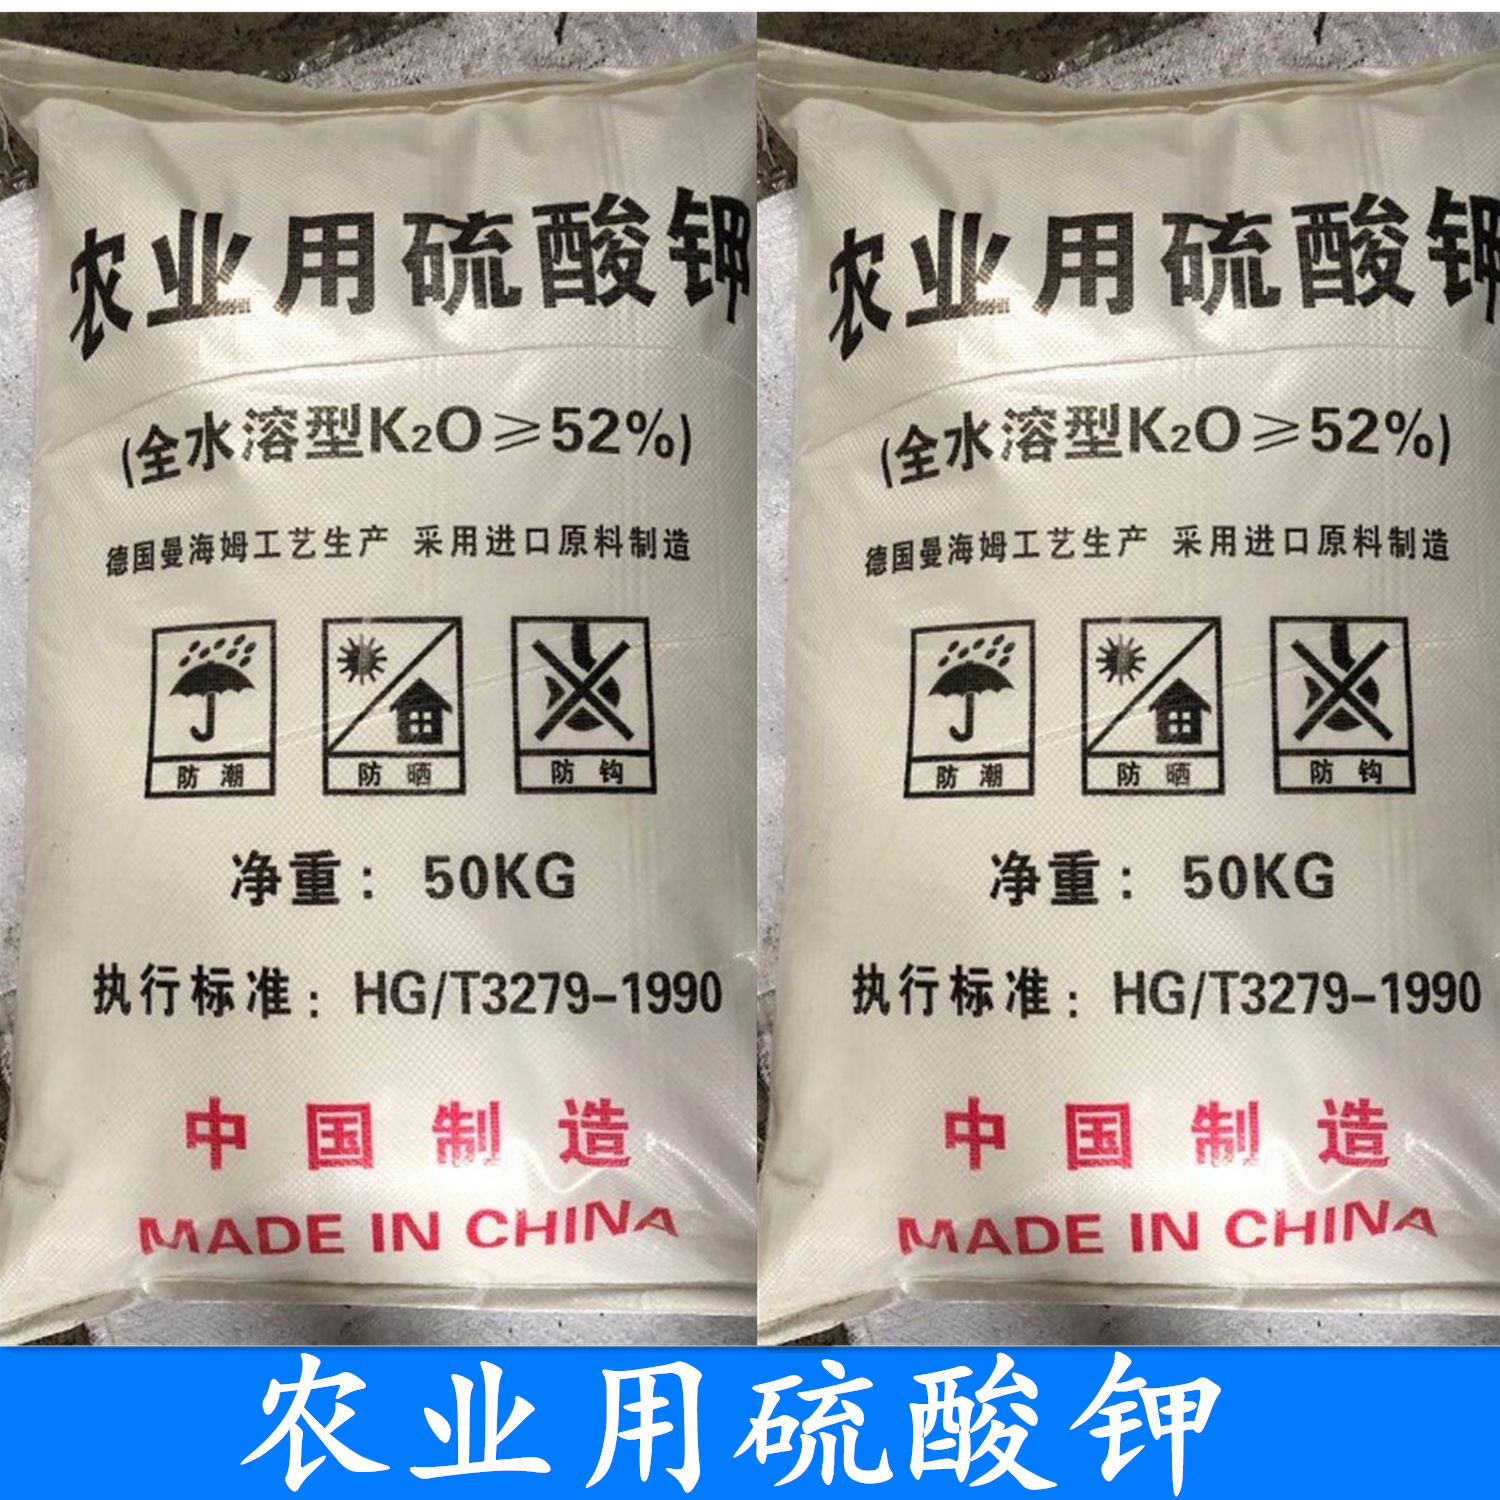 农业用硫酸钾
(全水溶型K₂O≥52%)
德国曼海姆工艺生产 采用进口原料制造
防潮
防晒
防钩
净重：50KG
执行标准：HG/T3279-1990
中国制造
MADE IN CHINA
农业用硫酸钾
(全水溶型K₂O≥52%)
德国曼海姆工艺生产 采用进口原料制造
防潮
防晒
防钩
净重：50KG
执行标准：HG/T3279-1990
中国制造
MADE IN CHINA
农业用硫酸钾